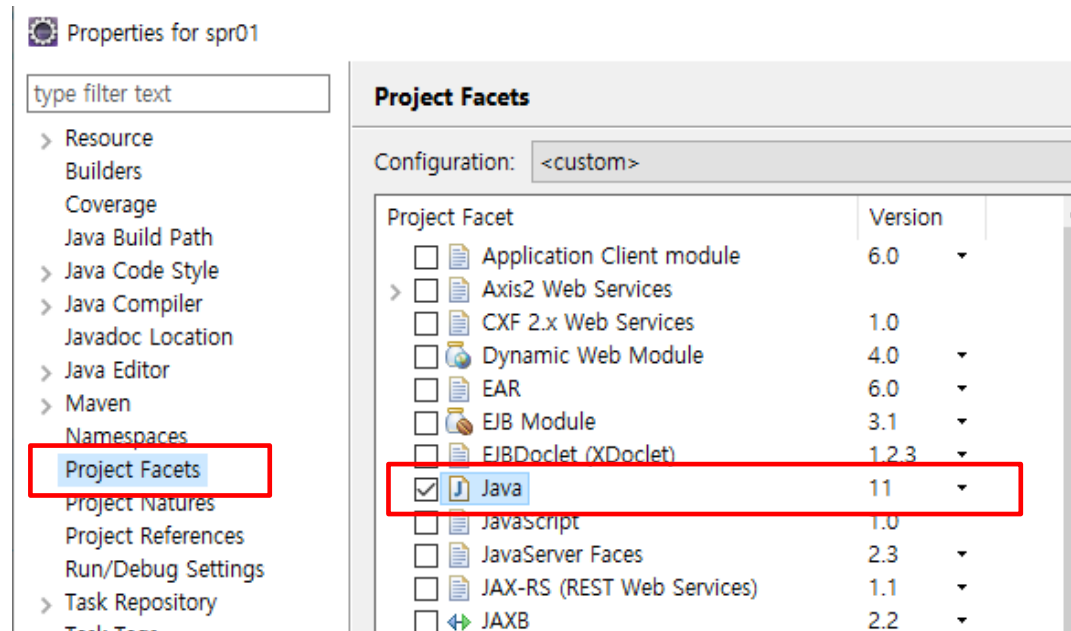 Properties for spr01
type filter text
Resource
Builders
Coverage
Java Build Path
Java Code Style
Java Compiler
Javadoc Location
Java Editor
Maven
Namespaces
Project Facets
Project Natures
Project References
Run/Debug Settings
Task Repository
Task Tags
Project Facets
Configuration: <custom>
Project Facet Version
Application Client module 6.0
Axis2 Web Services
CXF 2.x Web Services 1.0
Dynamic Web Module 4.0
EAR 6.0
EJB Module 3.1
EJBDoclet (XDoclet) 1.2.3
Java 11
JavaScript 1.0
JavaServer Faces 2.3
JAX-RS (REST Web Services) 1.1
JAXB 2.2